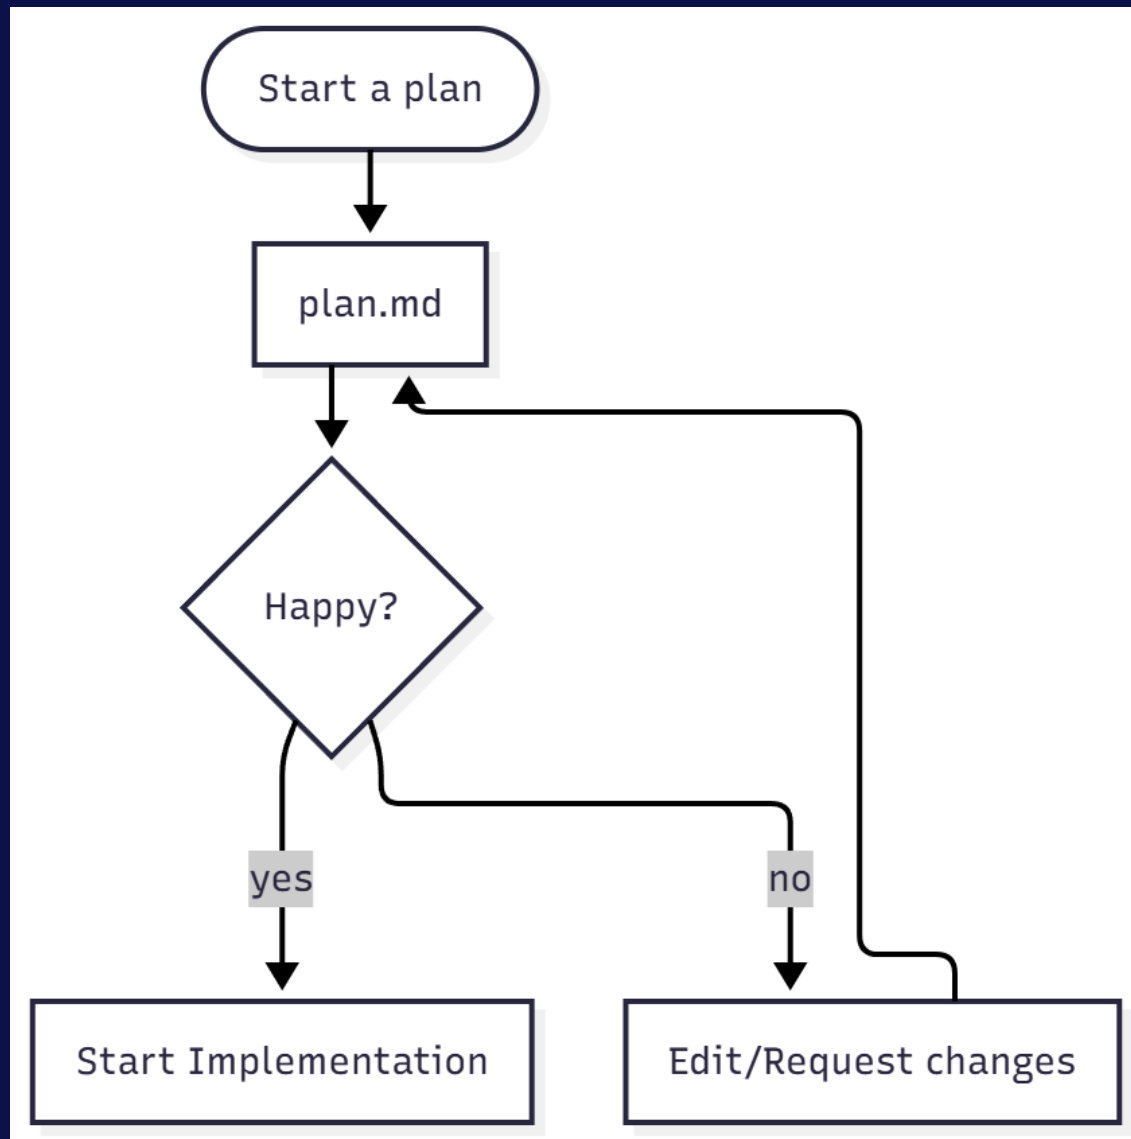 Start a plan
plan.md
Happy?
yes
no
Start Implementation
Edit/Request changes